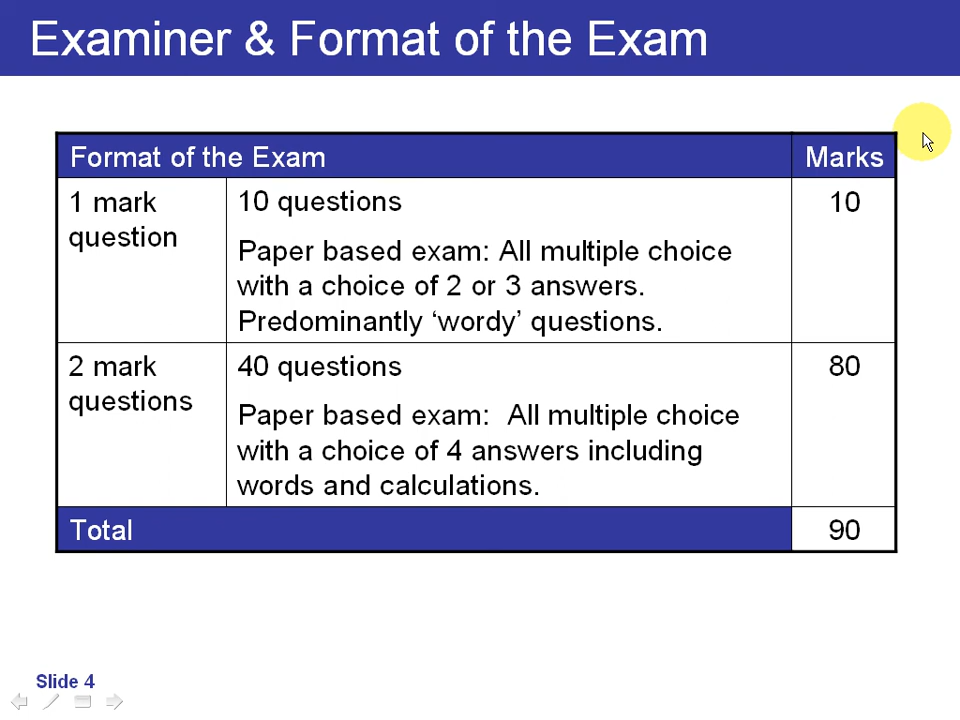 Examiner & Format of the Exam
Format of the Exam Marks
1 mark question
10 questions
10
Paper based exam: All multiple choice
with a choice of 2 or 3 answers.
Predominantly ‘wordy’ questions.
2 mark questions
40 questions
80
Paper based exam: All multiple choice
with a choice of 4 answers including
words and calculations.
Total 90
Slide 4